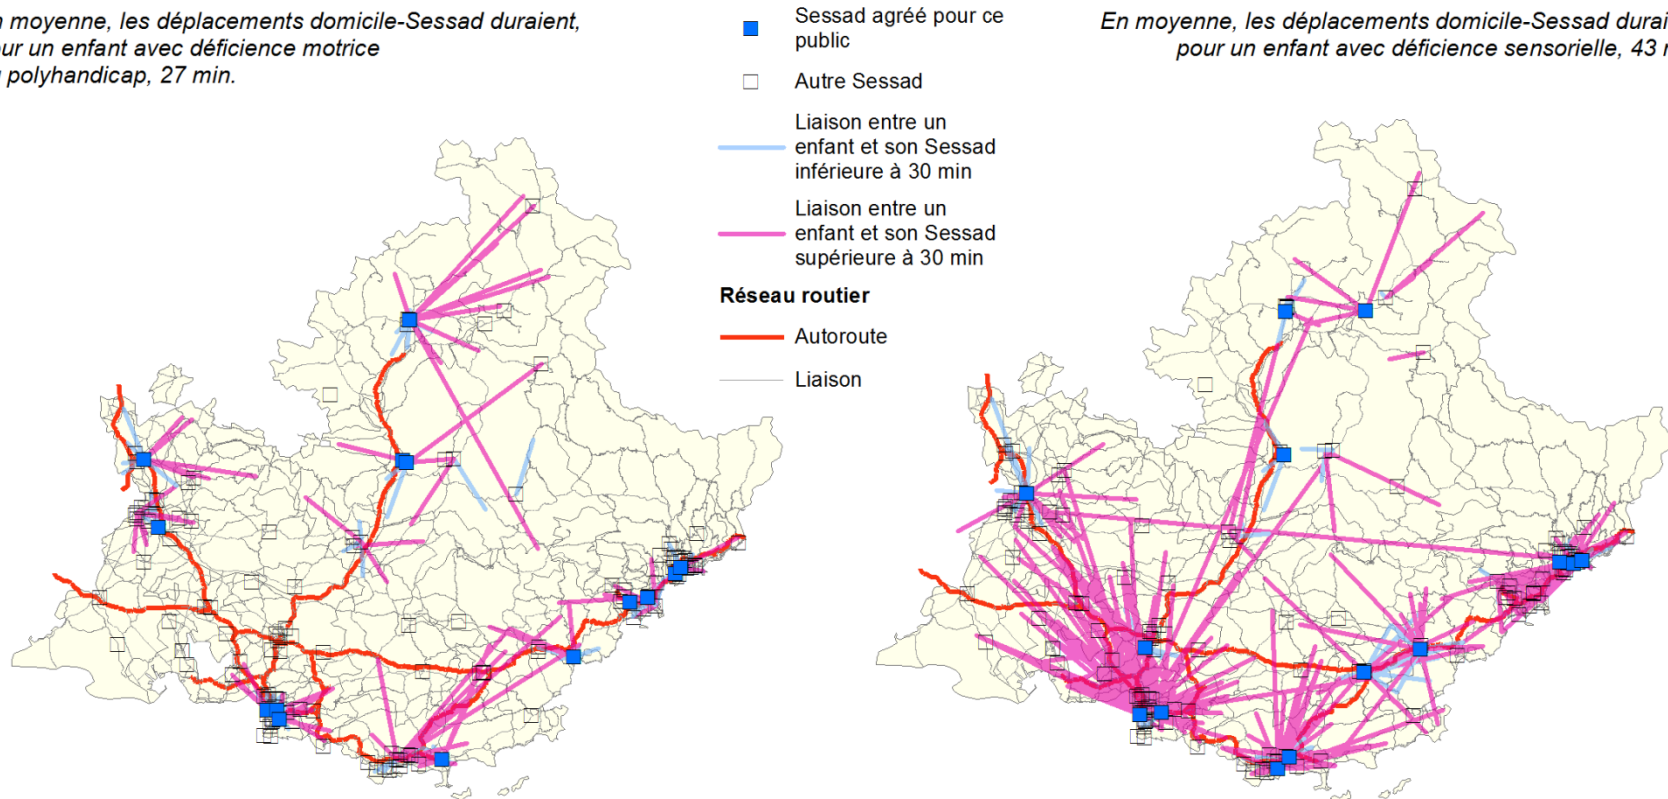 n moyenne, les déplacements domicile-Sessad duraient,
ur un enfant avec déficience motrice
polyhandicap, 27 min.
Sessad agréé pour ce
public
Autre Sessad
Liaison entre un
enfant et son Sessad
inférieure à 30 min
Liaison entre un
enfant et son Sessad
supérieure à 30 min
Réseau routier
Autoroute
Liaison
En moyenne, les déplacements domicile-Sessad durai
pour un enfant avec déficience sensorielle, 43